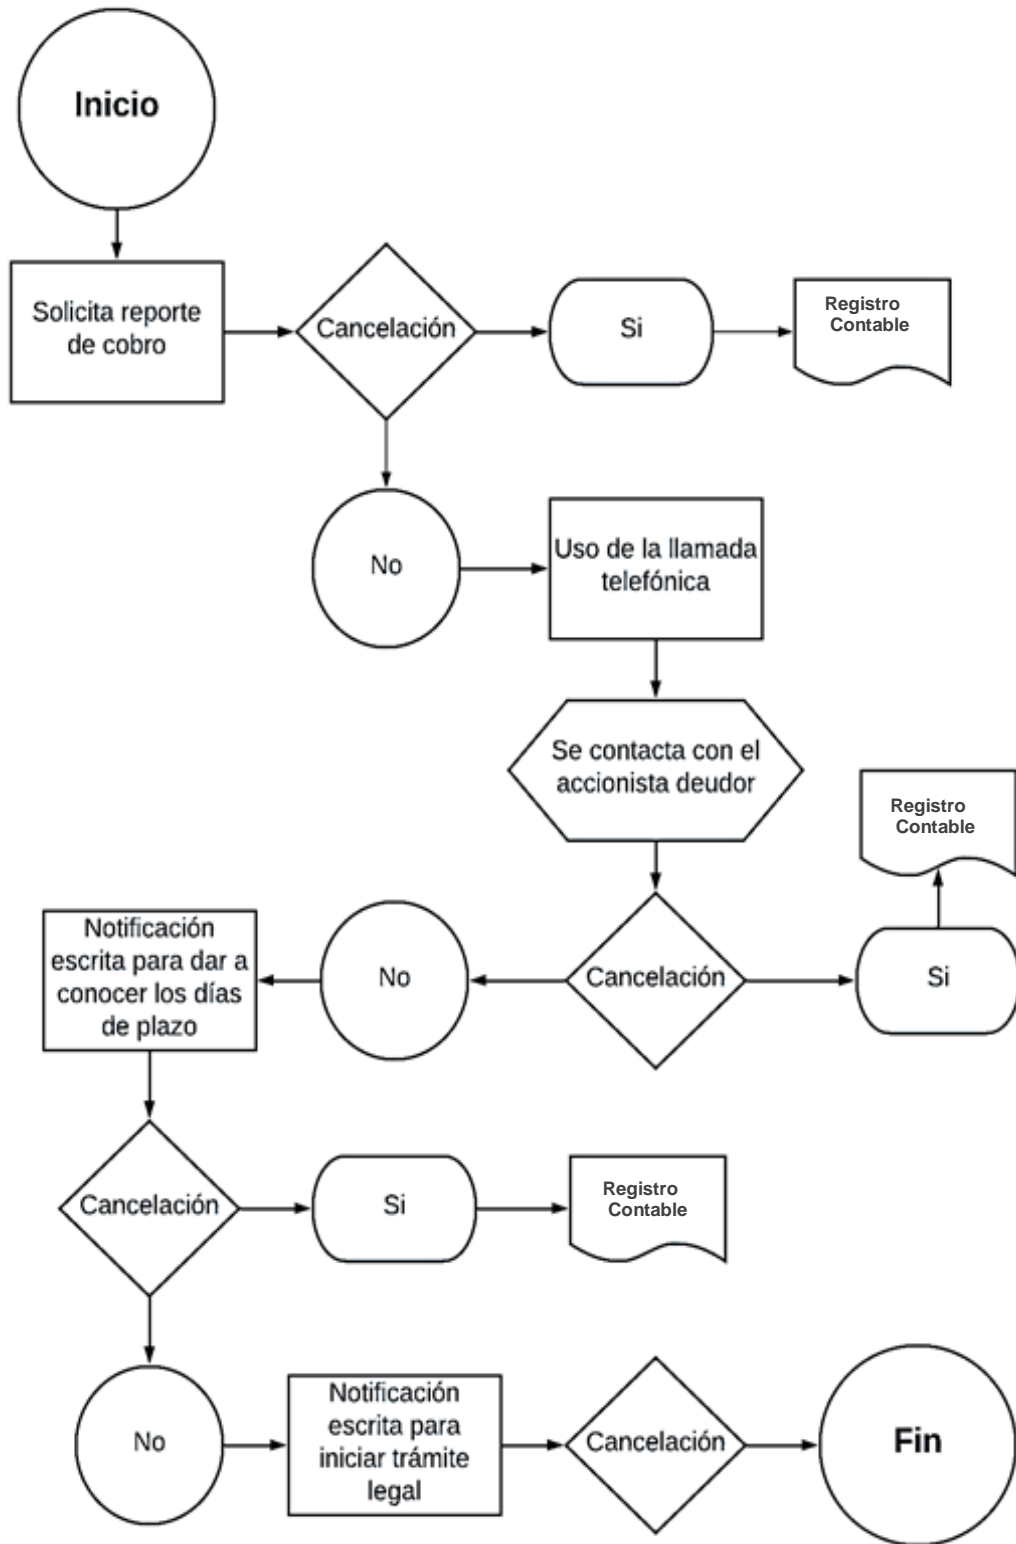 Inicio
Solicita reporte
de cobro
Cancelación
Si
Registro
Contable
No
Uso de la llamada
telefónica
Se contacta con el
accionista deudor
Registro
Contable
Notificación
escrita para dar a
conocer los días
de plazo
No
Cancelación
Si
Cancelación
Si
Registro
Contable
No
Notificación
escrita para
iniciar trámite
legal
Cancelación
Fin